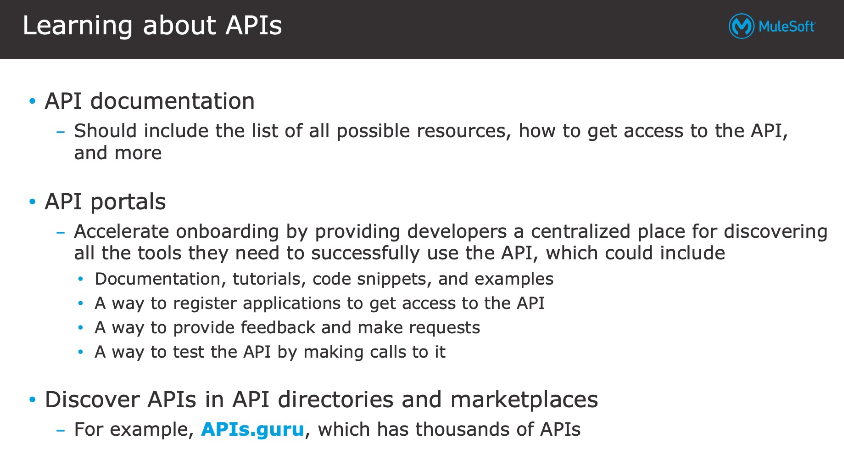 Learning about APIs
MuleSoft
• API documentation
– Should include the list of all possible resources, how to get access to the API,
and more
• API portals
– Accelerate onboarding by providing developers a centralized place for discovering
all the tools they need to successfully use the API, which could include
• Documentation, tutorials, code snippets, and examples
• A way to register applications to get access to the API
• A way to provide feedback and make requests
• A way to test the API by making calls to it
• Discover APIs in API directories and marketplaces
– For example, APIs.guru, which has thousands of APIs